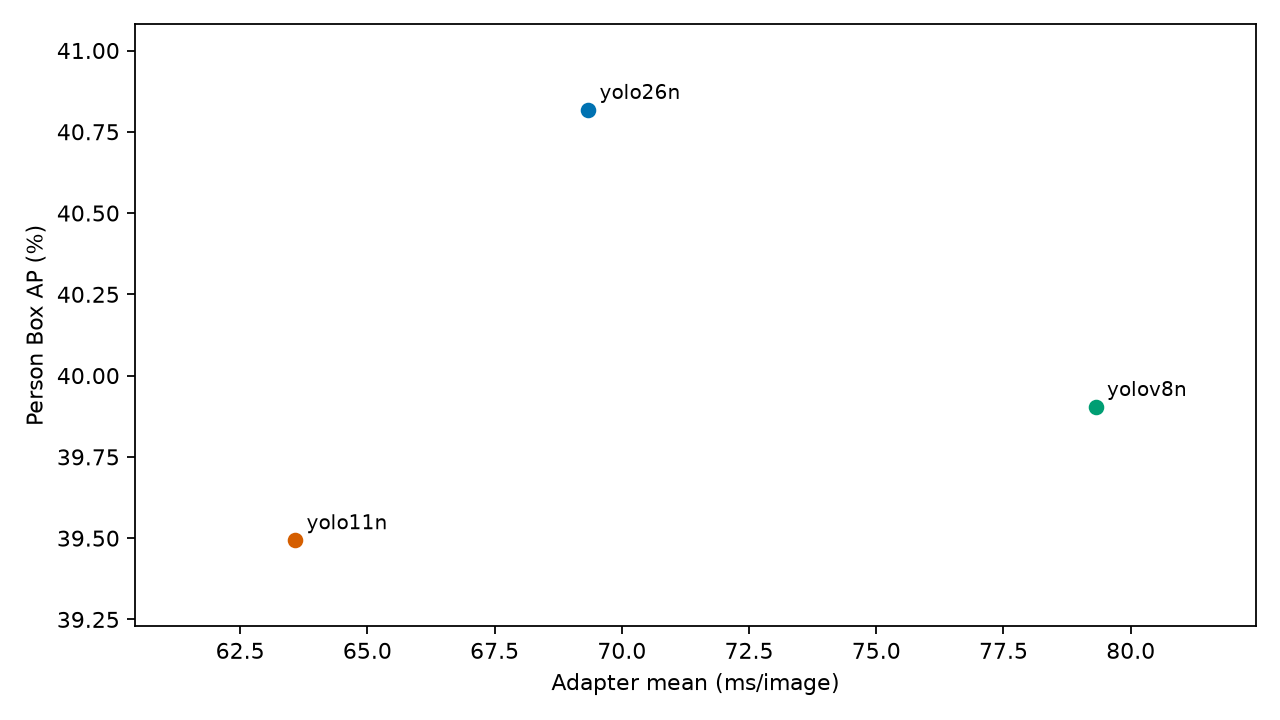 41.00
yolo26n
40.75
40.50
40.25
40.00
yolov8n
39.75
yolo11n
39.50
39.25
62.5 65.0 67.5 70.0 72.5 75.0 77.5 80.0
Adapter mean (ms/image)
Person Box AP (%)